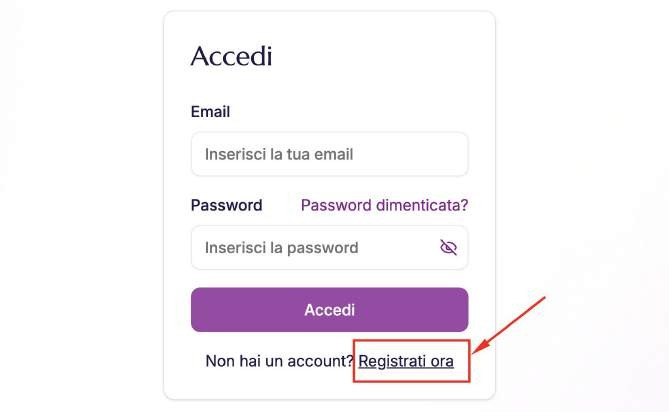 Accedi
Email
Inserisci la tua email
Password Password dimenticata?
Inserisci la password
Accedi
Non hai un account? Registrati ora